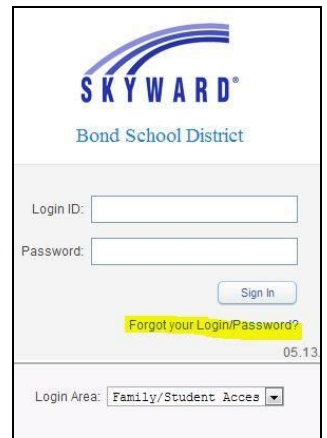 SKYWARD®
Bond School District
Login ID:
Password:
Sign In
Forgot your Login/Password?
05.13.
Login Area: Family/Student Acces